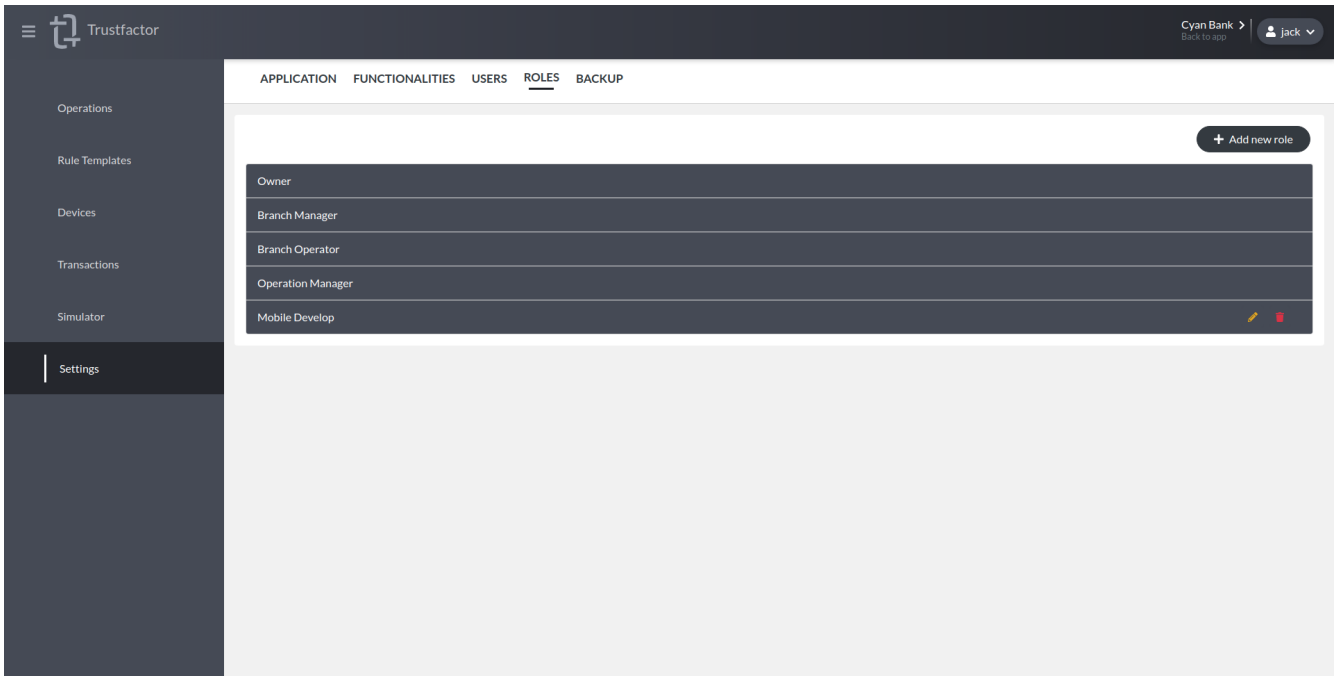 Trustfactor
Cyan Bank
Back to app
jack
APPLICATION FUNCTIONALITIES USERS ROLES BACKUP
Operations
Rule Templates
Devices
Transactions
Simulator
Settings
Add new role
Owner
Branch Manager
Branch Operator
Operation Manager
Mobile Develop